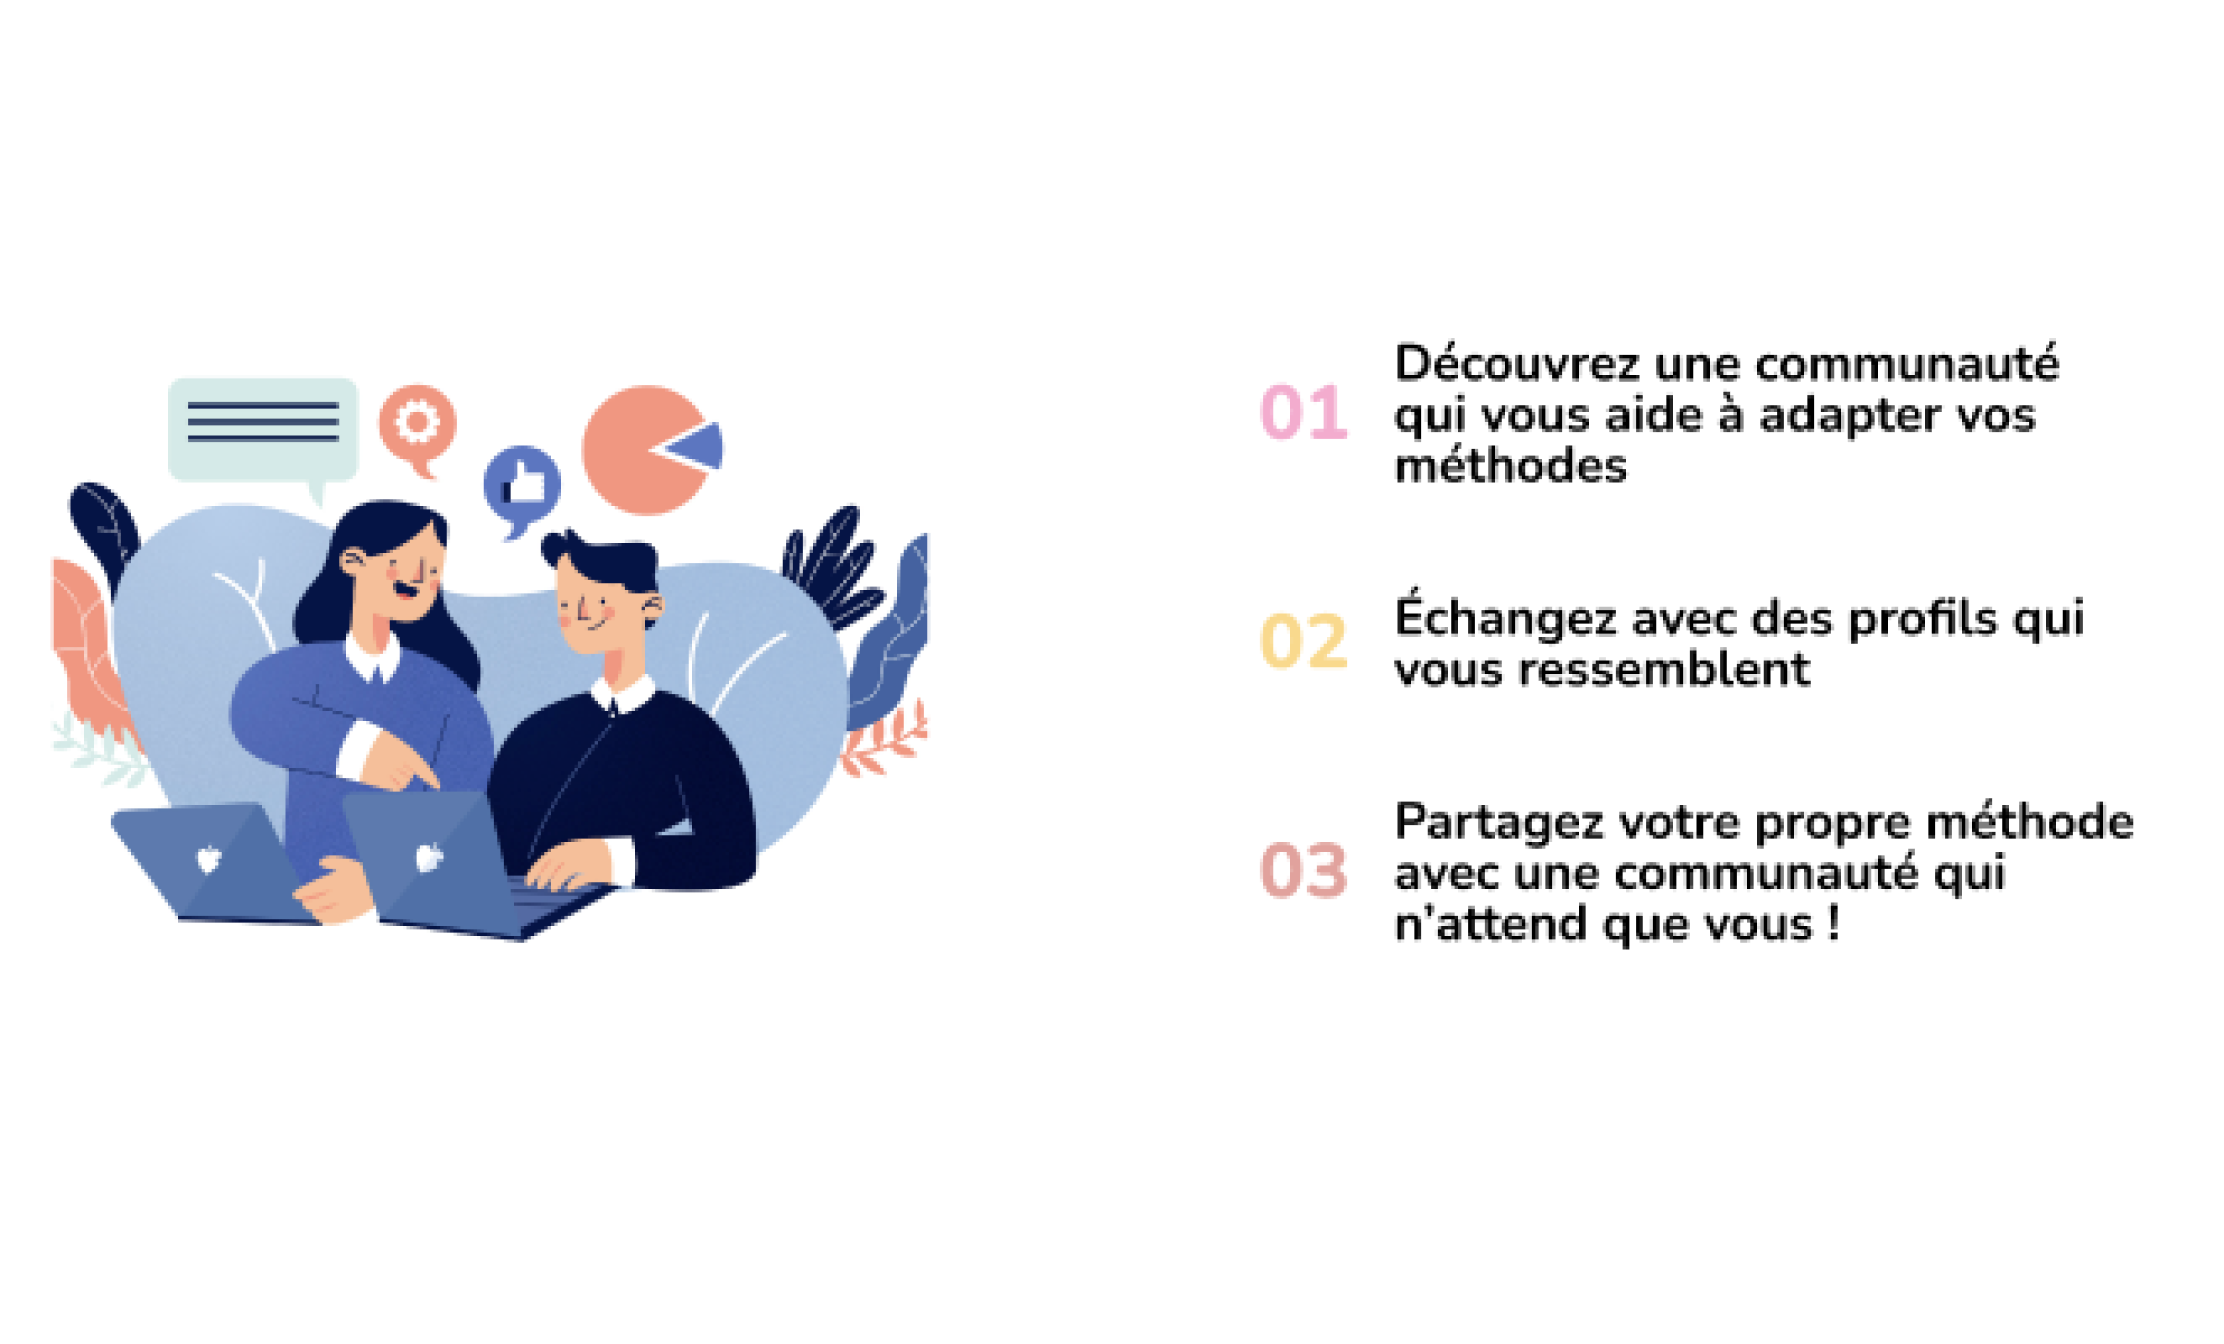 01
Découvrez une communauté
qui vous aide à adapter vos
méthodes
02
Échangez avec des profils qui
vous ressemblent
03
Partagez votre propre méthode
avec une communauté qui
n'attend que vous !